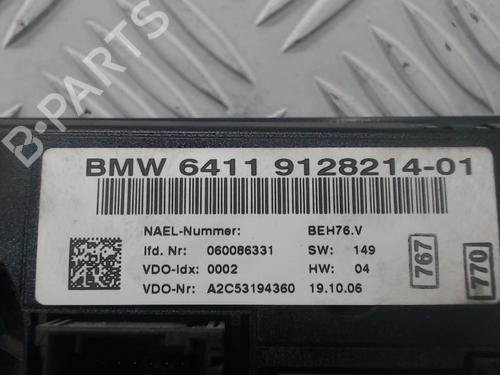 B-PARTS
BMW 6411 9128214-01
NAEL-Nummer: BEH76.V
lfd. Nr: 060086331 SW: 149
VDO-Idx: 0002 HW: 04
VDO-Nr: A2C53194360 19.10.06
767
770